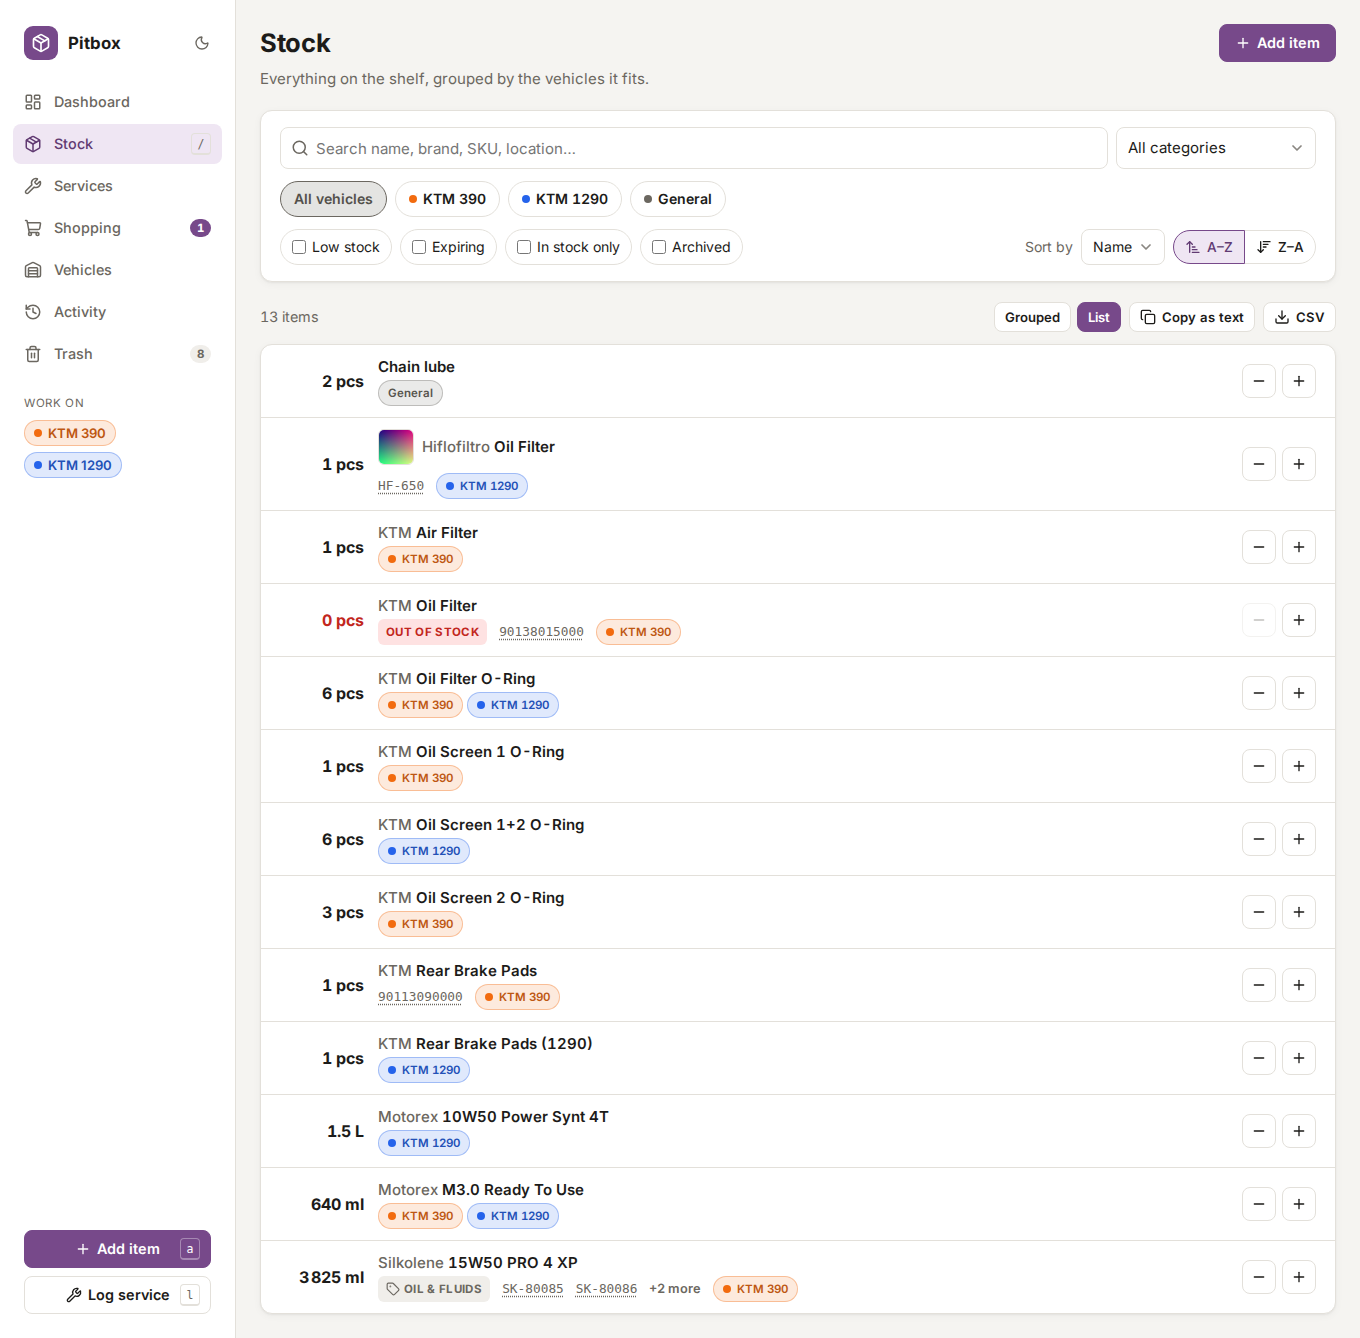 Pitbox
Dashboard
Stock /
Services
Shopping 1
Vehicles
Activity
Trash 8
WORK ON
KTM 390
KTM 1290
Add item a
Log service l
Stock
Everything on the shelf, grouped by the vehicles it fits.
Add item
Search name, brand, SKU, location...
All categories
All vehicles KTM 390 KTM 1290 General
Low stock Expiring In stock only Archived Sort by Name A–Z Z–A
13 items Grouped List Copy as text CSV
2 pcs Chain lube
General
1 pcs Hiflofiltro Oil Filter
HF-650 KTM 1290
1 pcs KTM Air Filter
KTM 390
0 pcs KTM Oil Filter
OUT OF STOCK 90138015000 KTM 390
6 pcs KTM Oil Filter O-Ring
KTM 390 KTM 1290
1 pcs KTM Oil Screen 1 O-Ring
KTM 390
6 pcs KTM Oil Screen 1+2 O-Ring
KTM 1290
3 pcs KTM Oil Screen 2 O-Ring
KTM 390
1 pcs KTM Rear Brake Pads
90113090000 KTM 390
1 pcs KTM Rear Brake Pads (1290)
KTM 1290
1.5 L Motorex 10W50 Power Synt 4T
KTM 1290
640 ml Motorex M3.0 Ready To Use
KTM 390 KTM 1290
3 825 ml Silkolene 15W50 PRO 4 XP
OIL & FLUIDS SK-80085 SK-80086 +2 more KTM 390